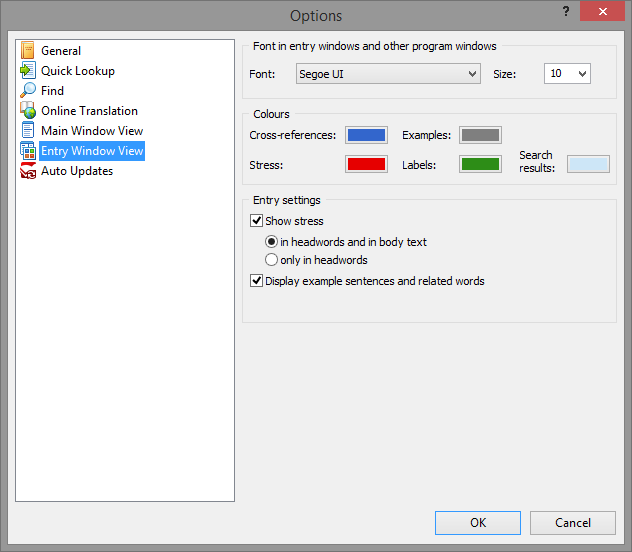 Options
?
General
Quick Lookup
Find
Online Translation
Main Window View
Entry Window View
Auto Updates
Font in entry windows and other program windows
Font: Segoe UI Size: 10
Colours
Cross-references: Examples:
Stress: Labels: Search results:
Entry settings
Show stress
in headwords and in body text
only in headwords
Display example sentences and related words
OK Cancel